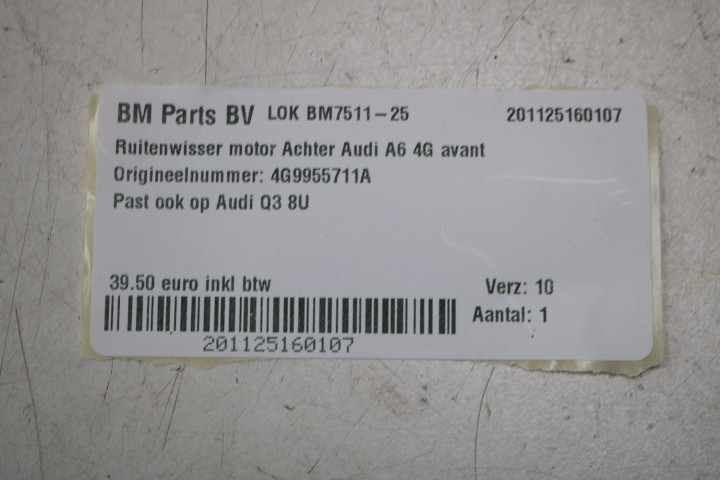 BM Parts BV LOK BM7511-25 201125160107
Ruitenwisser motor Achter Audi A6 4G avant
Origineelnummer: 4G9955711A
Past ook op Audi Q3 8U
39.50 euro inkl btw Verz: 10
Aantal: 1
201125160107